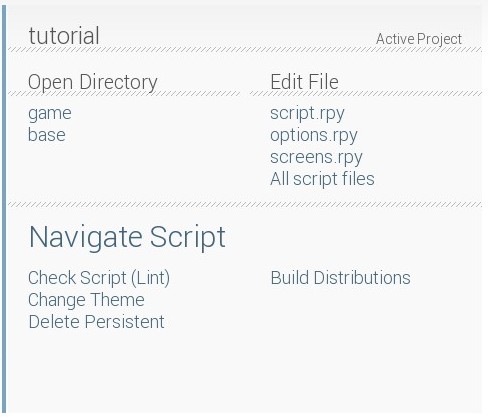 tutorial
Active Project
Open Directory
Edit File
game
script.rpy
base
options.rpy
screens.rpy
All script files
Navigate Script
Check Script (Lint)
Build Distributions
Change Theme
Delete Persistent